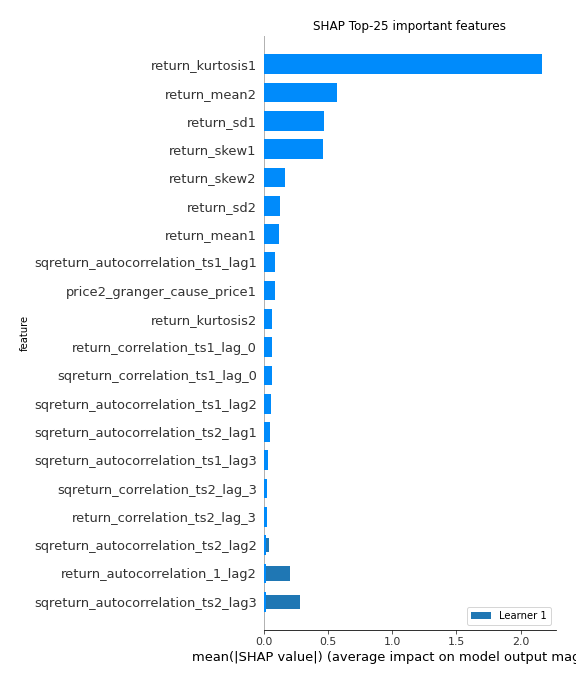 SHAP Top-25 important features
return_kurtosis1
return_mean2
return_sd1
return_skew1
return_skew2
return_sd2
return_mean1
sqreturn_autocorrelation_ts1_lag1
price2_granger_cause_price1
return_kurtosis2
return_correlation_ts1_lag_0
sqreturn_correlation_ts1_lag_0
sqreturn_autocorrelation_ts1_lag2
sqreturn_autocorrelation_ts2_lag1
sqreturn_autocorrelation_ts1_lag3
sqreturn_correlation_ts2_lag_3
return_correlation_ts2_lag_3
sqreturn_autocorrelation_ts2_lag2
return_autocorrelation_1_lag2
sqreturn_autocorrelation_ts2_lag3
feature
Learner 1
0.0 0.5 1.0 1.5 2.0
mean(|SHAP value|) (average impact on model output mag